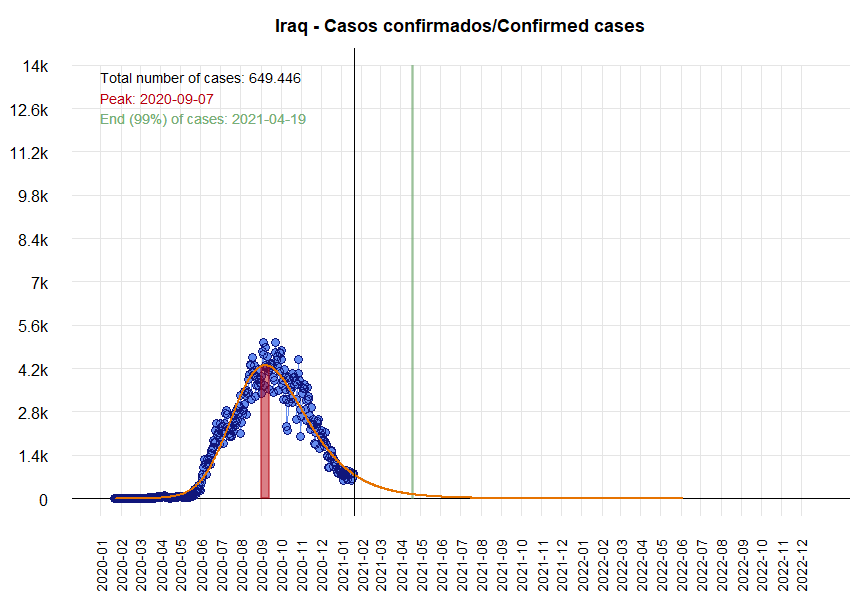 Iraq - Casos confirmados/Confirmed cases
14k
Total number of cases: 649.446
Peak: 2020-09-07
12.6k
End (99%) of cases: 2021-04-19
11.2k
9.8k
8.4k
7k
5.6k
4.2k
2.8k
1.4k
0
2020-01
2020-02
2020-03
2020-04
2020-05
2020-06
2020-07
2020-08
2020-09
2020-10
2020-11
2020-12
2021-01
2021-02
2021-03
2021-04
2021-05
2021-06
2021-07
2021-08
2021-09
2021-10
2021-11
2021-12
2022-01
2022-02
2022-03
2022-04
2022-05
2022-06
2022-07
2022-08
2022-09
2022-10
2022-11
2022-12